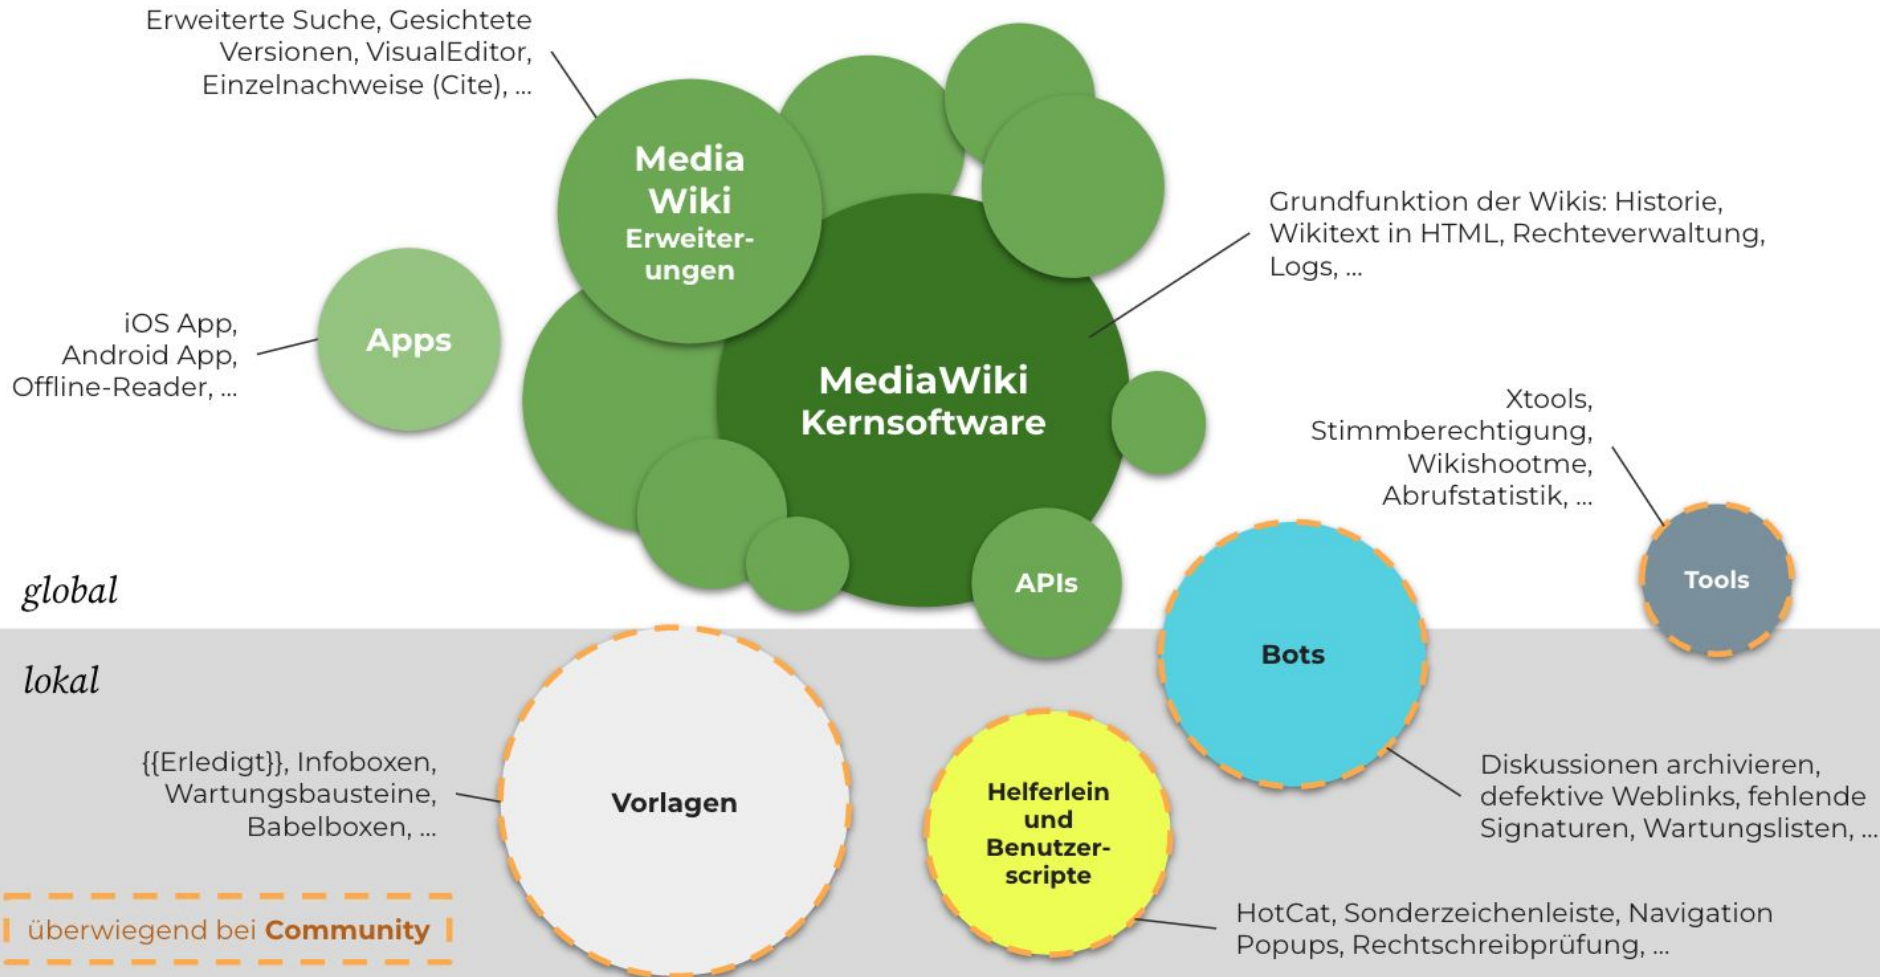 Erweiterte Suche, Gesichtete
Versionen, VisualEditor,
Einzelnachweise (Cite), ...
Media
Wiki
Erweiter-
ungen
Grundfunktion der Wikis: Historie,
Wikitext in HTML, Rechteverwaltung,
Logs, ...
iOS App,
Android App,
Offline-Reader, ...
Apps
MediaWiki
Kernsoftware
Xtools,
Stimmberechtigung,
Wikishootme,
Abrufstatistik, ...
APIs
Tools
global
Bots
lokal
{{Erledigt}}, Infoboxen,
Wartungsbausteine,
Babelboxen, ...
Vorlagen
Helferlein
und
Benutzer-
scripte
Diskussionen archivieren,
defektive Weblinks, fehlende
Signaturen, Wartungslisten, ...
überwiegend bei Community
HotCat, Sonderzeichenleiste, Navigation
Popups, Rechtschreibprüfung, ...